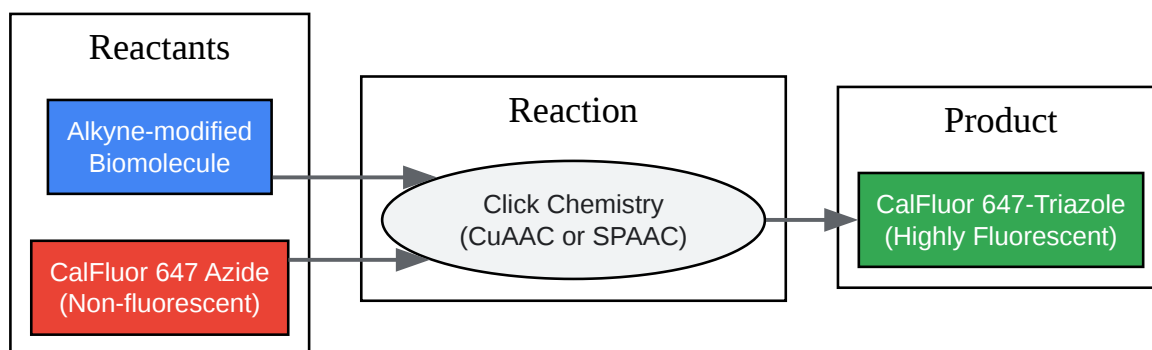 Reactants
Alkyne-modified
Biomolecule
CalFluor 647 Azide
(Non-fluorescent)
Reaction
Click Chemistry
(CuAAC or SPAAC)
Product
CalFluor 647-Triazole
(Highly Fluorescent)